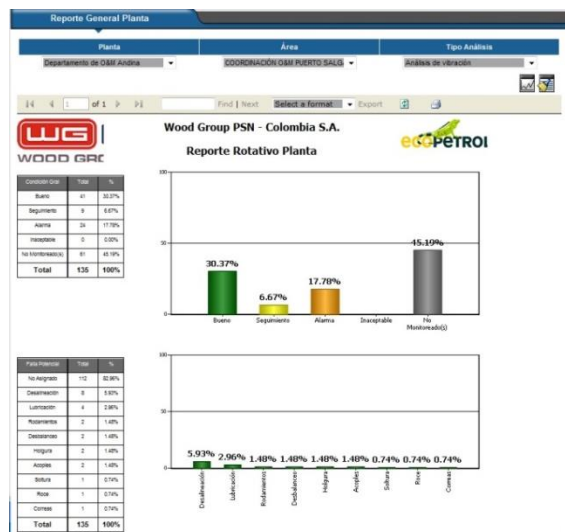 Reporte General Planta
Planta Área Tipo Análisis
Departamento de O&M Andina COORDINACIÓN O&M PUERTO SALG Análisis de vibración
1 of 1 Find | Next Select a format Export
WG
WOOD GRC
Wood Group PSN - Colombia S.A.
Reporte Rotativo Planta
ecOPETROL
Condición Gral Total %
Bueno 41 30.37%
Seguimiento 9 6.67%
Alarma 24 17.78%
Inaceptable 0 0.00%
No Monitoreado(s) 61 45.19%
Total 135 100%
100
50
0
30.37%
6.67%
17.78%
45.19%
Bueno Seguimiento Alarma Inaceptable No Monitoreado(s)
Falla Potencial Total %
No Asignado 112 82.96%
Desalineación 8 5.93%
Lubricación 4 2.96%
Rodamientos 2 1.48%
Desbalanceo 2 1.48%
Holgura 2 1.48%
Acoples 2 1.48%
Soltura 1 0.74%
Roce 1 0.74%
Correas 1 0.74%
Total 135 100%
100
50
0
5.93% 2.96% 1.48% 1.48% 1.48% 1.48% 0.74% 0.74% 0.74%
Desalineación Lubricación Rodamientos Desbalanceo Holgura Acoples Soltura Roce Correas